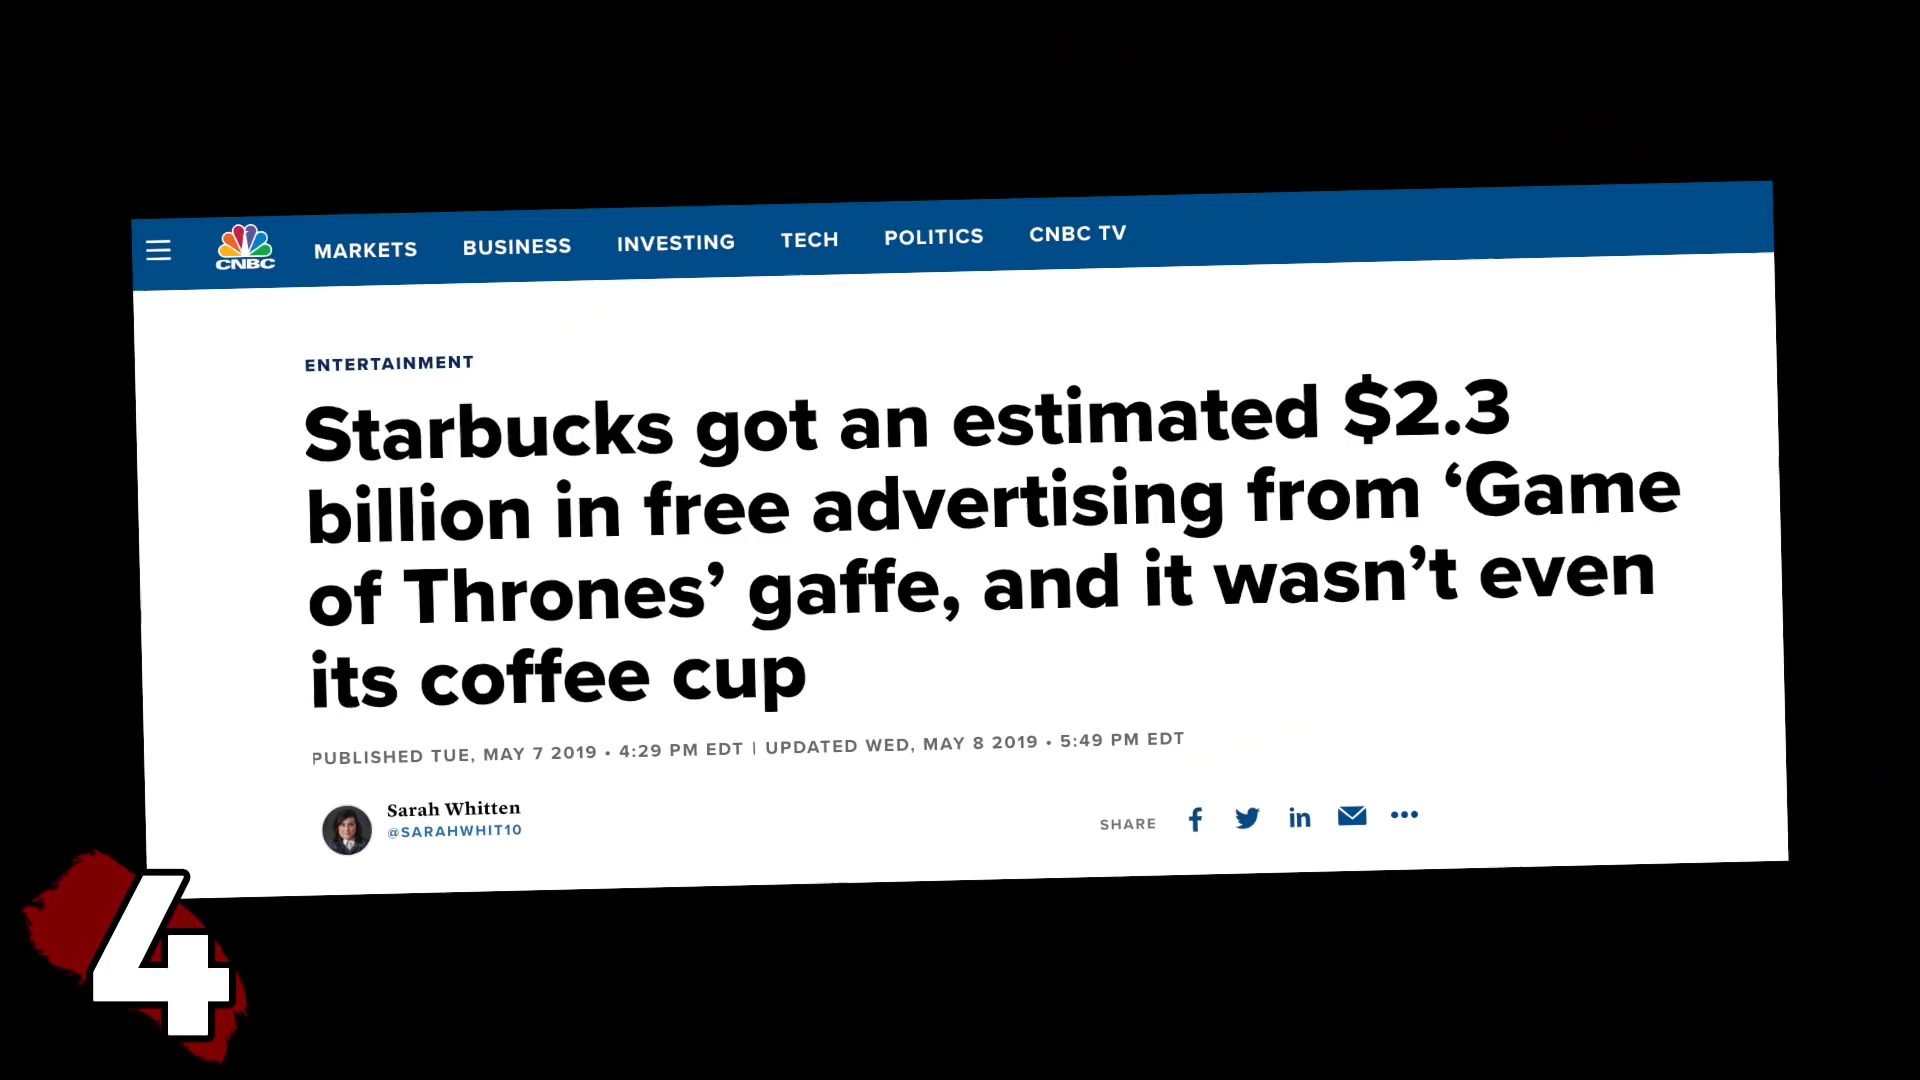 CNBC
MARKETS BUSINESS INVESTING TECH POLITICS CNBC TV
ENTERTAINMENT
Starbucks got an estimated $2.3
billion in free advertising from ‘Game
of Thrones’ gaffe, and it wasn’t even
its coffee cup
PUBLISHED TUE, MAY 7 2019 • 4:29 PM EDT | UPDATED WED, MAY 8 2019 • 5:49 PM EDT
Sarah Whitten
@SARAHWHIT10
SHARE
4